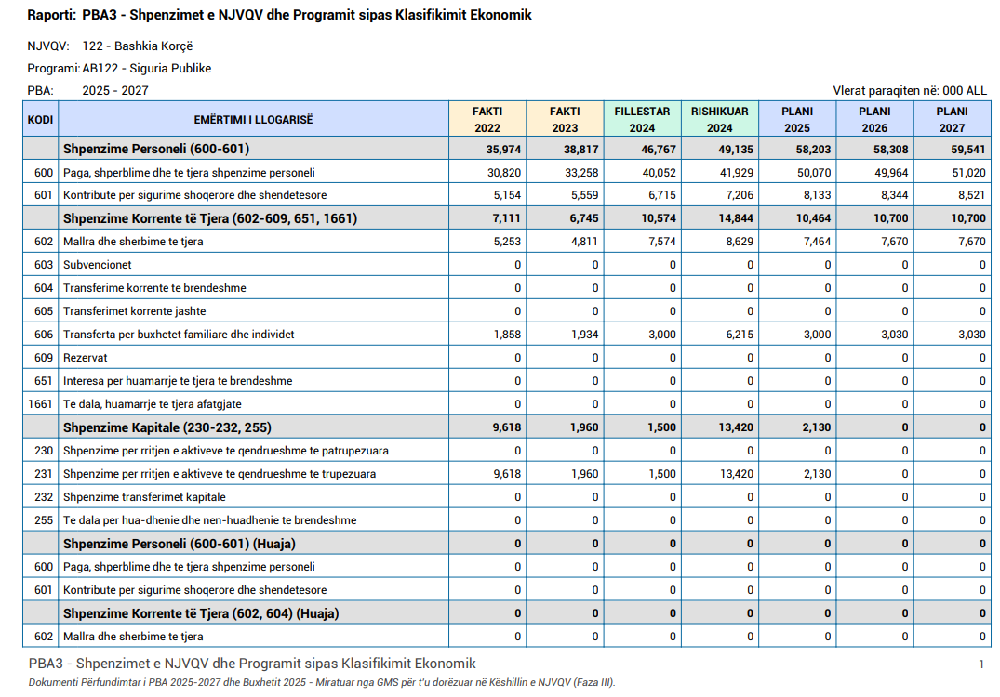 Raporti: PBA3 - Shpenzimet e NJVQV dhe Programit sipas Klasifikimit Ekonomik
NJVQV: 122 - Bashkia Korçë
Programi: AB122 - Siguria Publike
PBA: 2025 - 2027 Vlerat paraqiten në: 000 ALL
KODI EMËRTIMI I LLOGARISË FAKTI 2022 FAKTI 2023 FILLESTAR 2024 RISHIKUAR 2024 PLANI 2025 PLANI 2026 PLANI 2027
Shpenzime Personeli (600-601) 35,974 38,817 46,767 49,135 58,203 58,308 59,541
600 Paga, shperblime dhe te tjera shpenzime personeli 30,820 33,258 40,052 41,929 50,070 49,964 51,020
601 Kontribute per sigurime shoqerore dhe shendetesore 5,154 5,559 6,715 7,206 8,133 8,344 8,521
Shpenzime Korrente të Tjera (602-609, 651, 1661) 7,111 6,745 10,574 14,844 10,464 10,700 10,700
602 Mallra dhe sherbime te tjera 5,253 4,811 7,574 8,629 7,464 7,670 7,670
603 Subvencionet 0 0 0 0 0 0 0
604 Transferime korrente te brendeshme 0 0 0 0 0 0 0
605 Transferimet korrente jashte 0 0 0 0 0 0 0
606 Transferta per buxhetet familiare dhe individet 1,858 1,934 3,000 6,215 3,000 3,030 3,030
609 Rezervat 0 0 0 0 0 0 0
651 Interesa per huamarrje te tjera te brendeshme 0 0 0 0 0 0 0
1661 Te dala, huamarrje te tjera afatgjate 0 0 0 0 0 0 0
Shpenzime Kapitale (230-232, 255) 9,618 1,960 1,500 13,420 2,130 0 0
230 Shpenzime per rritjen e aktiveve te qendrueshme te patrupezuara 0 0 0 0 0 0 0
231 Shpenzime per rritjen e aktiveve te qendrueshme te trupezuara 9,618 1,960 1,500 13,420 2,130 0 0
232 Shpenzime transferimet kapitale 0 0 0 0 0 0 0
255 Te dala per hua-dhenie dhe nen-huadhenie te brendeshme 0 0 0 0 0 0 0
Shpenzime Personeli (600-601) (Huaja) 0 0 0 0 0 0 0
600 Paga, shperblime dhe te tjera shpenzime personeli 0 0 0 0 0 0 0
601 Kontribute per sigurime shoqerore dhe shendetesore 0 0 0 0 0 0 0
Shpenzime Korrente të Tjera (602, 604) (Huaja) 0 0 0 0 0 0 0
602 Mallra dhe sherbime te tjera 0 0 0 0 0 0 0
PBA3 - Shpenzimet e NJVQV dhe Programit sipas Klasifikimit Ekonomik 1
Dokumenti Përfundimtar i PBA 2025-2027 dhe Buxhetit 2025 - Miratuar nga GMS për t'u dorëzuar në Këshillin e NJVQV (Faza III).